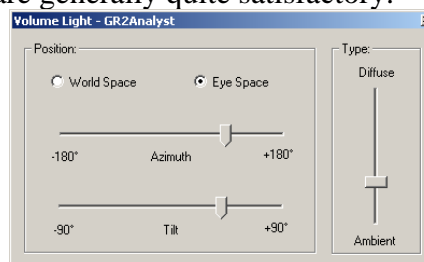 are generally quite satisfactory.
Volume Light - GR2Analyst
Position:
World Space
Eye Space
-180° Azimuth +180°
-90° Tilt +90°
Type:
Diffuse
Ambient